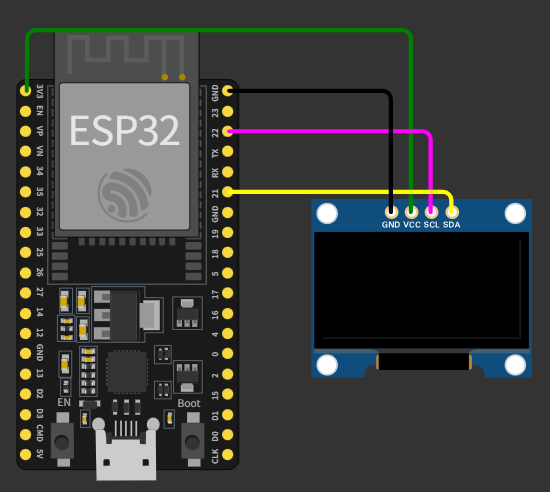 ESP32
3V3
EN
VP
VN
34
35
32
33
25
26
27
14
12
GND
13
D2
D3
CMD
5V
GND
23
22
TX
RX
21
GND
19
18
5
17
16
4
0
2
15
D1
D0
CLK
EN
Boot
GND VCC SCL SDA